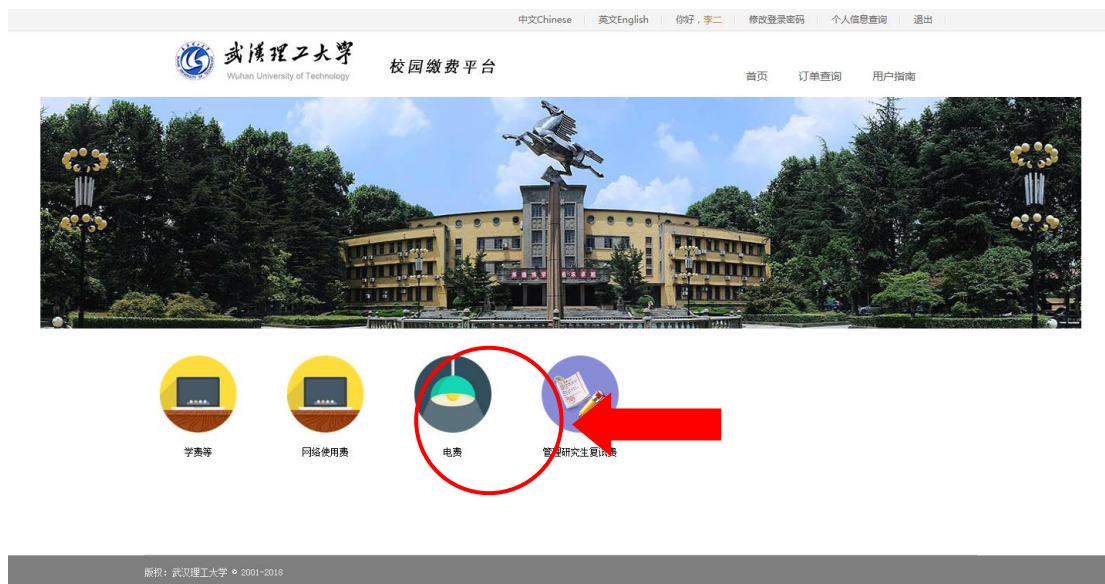 中文Chinese 英文English 你好，李二 修改登录密码 个人信息查询 退出
武汉理工大学
Wuhan University of Technology
校园缴费平台
首页 订单查询 用户指南
学费等 网络使用费 电费 管理研究生复试费
版权：武汉理工大学 © 2001-2018